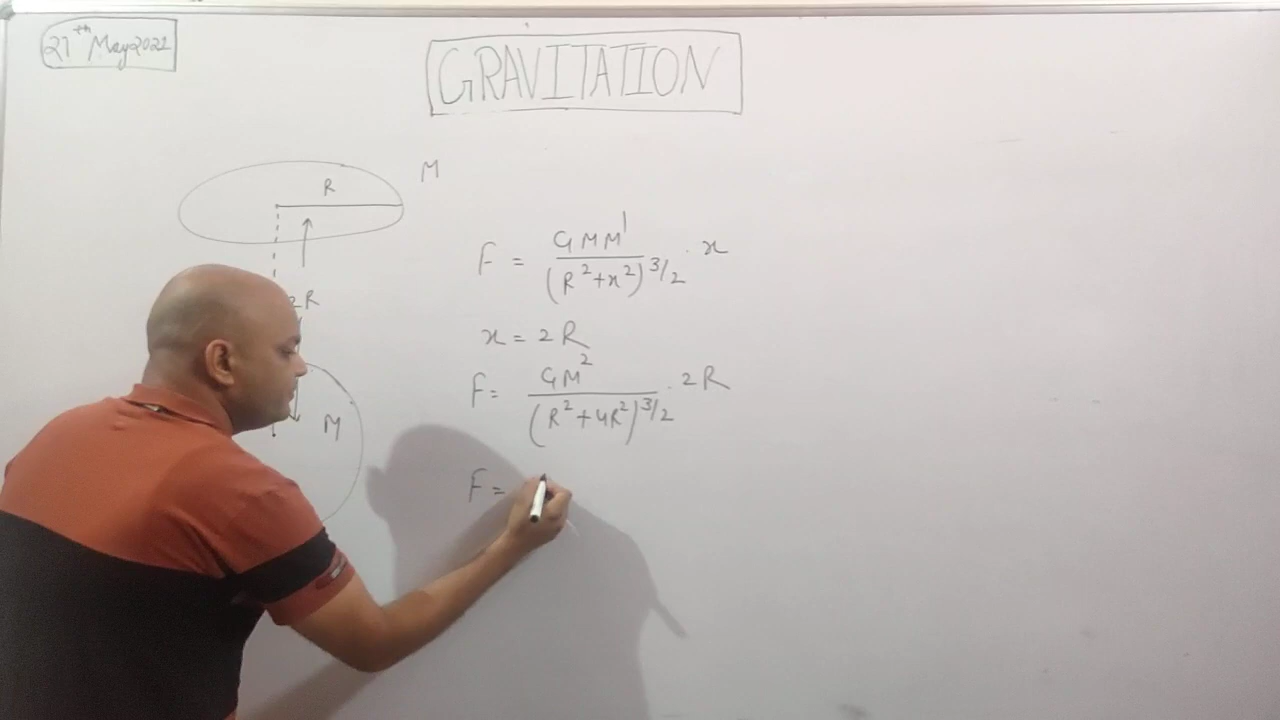 27th May 2021
GRAVITATION
M
R
F = GMM'/(R²+x²)^3/2 · x
2R
x = 2R
F = GM²/(R²+4R²)^3/2 · 2R
M
F =